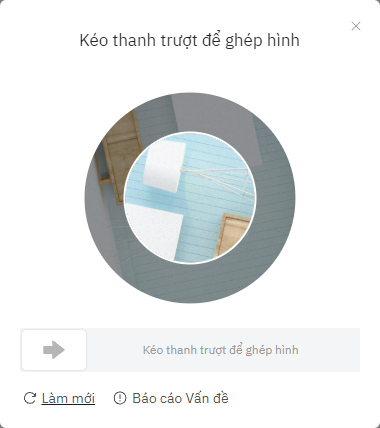 Kéo thanh trượt để ghép hình
Kéo thanh trượt để ghép hình
Làm mới
Báo cáo Vấn đề